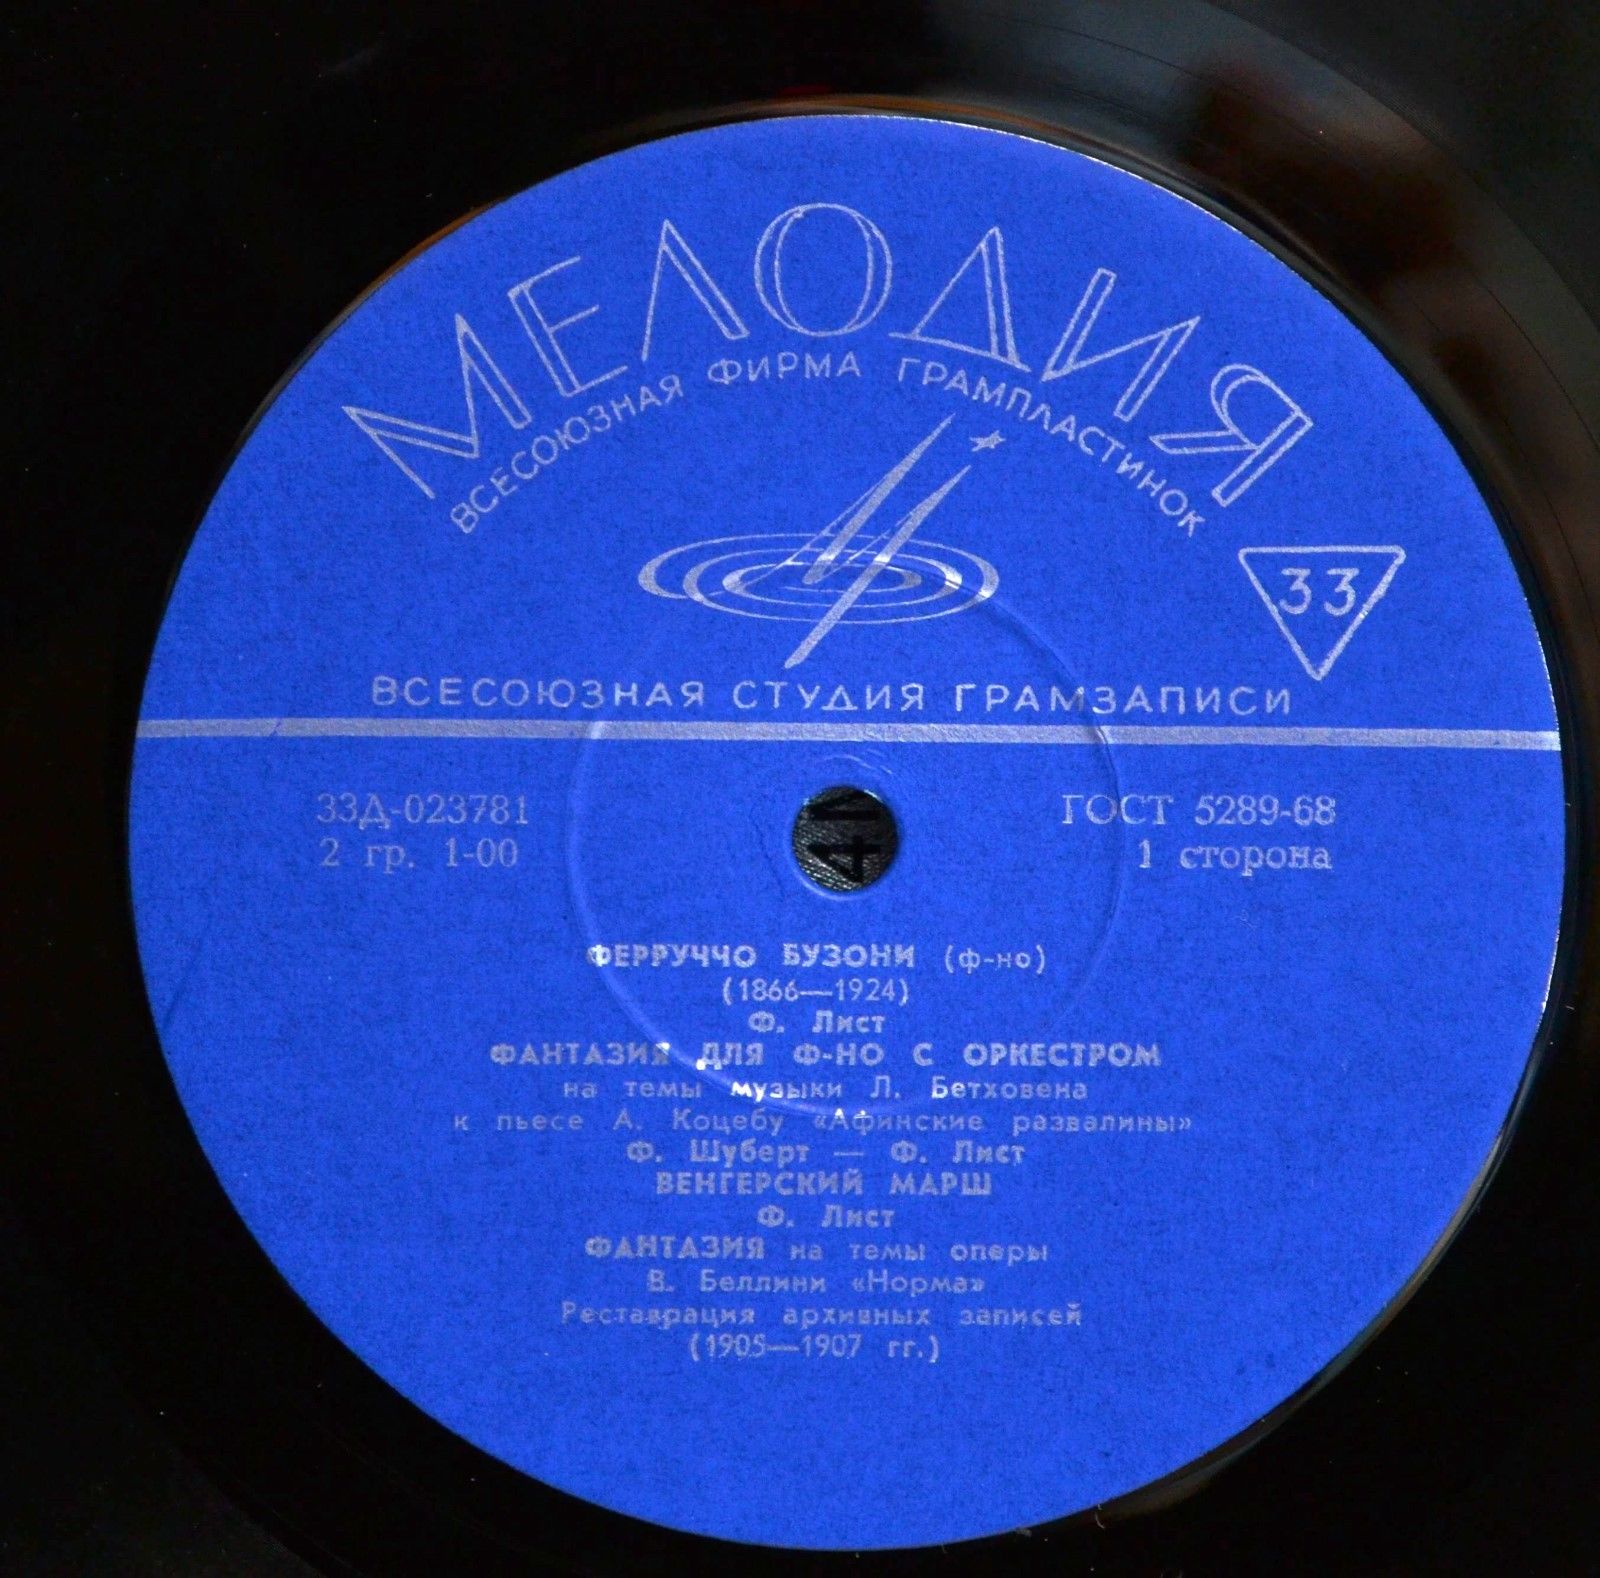 МЕЛОДИЯ
ВСЕСОЮЗНАЯ ФИРМА ГРАМПЛАСТИНОК
33
ВСЕСОЮЗНАЯ СТУДИЯ ГРАМЗАПИСИ
33Д-023781
2 гр. 1-00
ГОСТ 5289-68
1 сторона
ФЕРРУЧЧО БУЗОНИ (ф-но)
(1866—1924)
Ф. Лист
ФАНТАЗИЯ ДЛЯ Ф-НО С ОРКЕСТРОМ
на темы музыки Л. Бетховена
к пьесе А. Коцебу «Афинские развалины»
Ф. Шуберт — Ф. Лист
ВЕНГЕРСКИЙ МАРШ
Ф. Лист
ФАНТАЗИЯ на темы оперы
В. Беллини «Норма»
Реставрация архивных записей
(1905—1907 гг.)